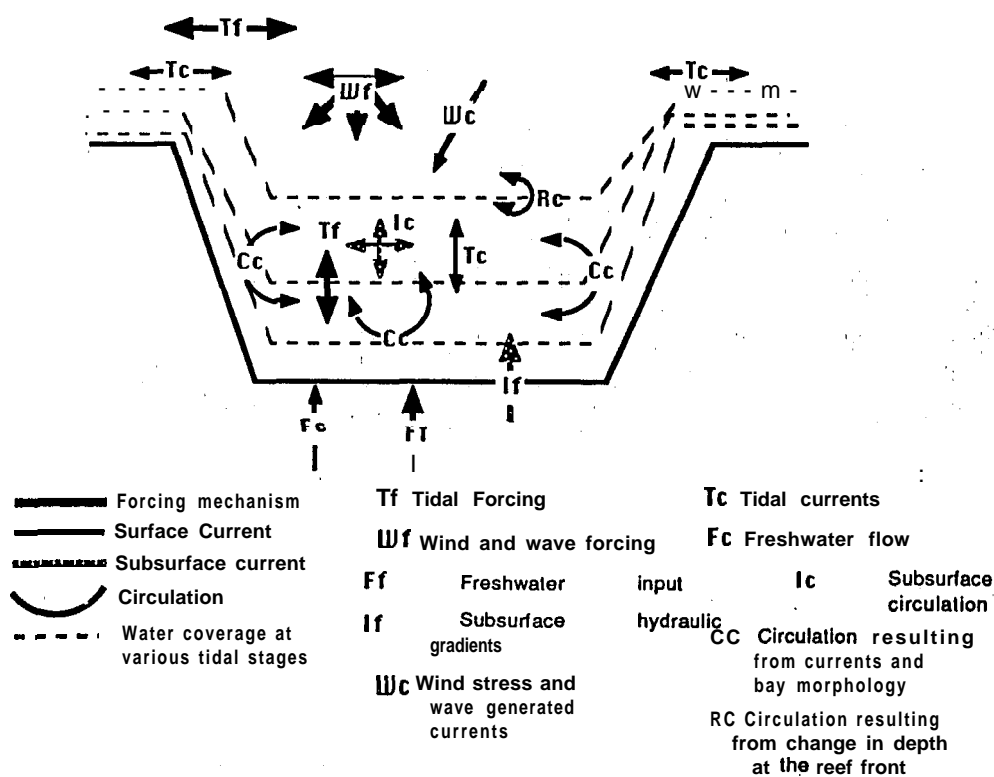 Tf
Tc
Tc
Wf
w - - - m -
Wc
Rc
Tf
Ic
Tc
Cc
Cc
Cc
If
Fc
Ff
Forcing mechanism
Surface Current
Subsurface current
Circulation
Water coverage at
various tidal stages
Tf Tidal Forcing
Wf Wind and wave forcing
Ff Freshwater input
If Subsurface hydraulic
gradients
Wc Wind stress and
wave generated
currents
Tc Tidal currents
Fc Freshwater flow
Ic Subsurface
circulation
CC Circulation resulting
from currents and
bay morphology
RC Circulation resulting
from change in depth
at the reef front